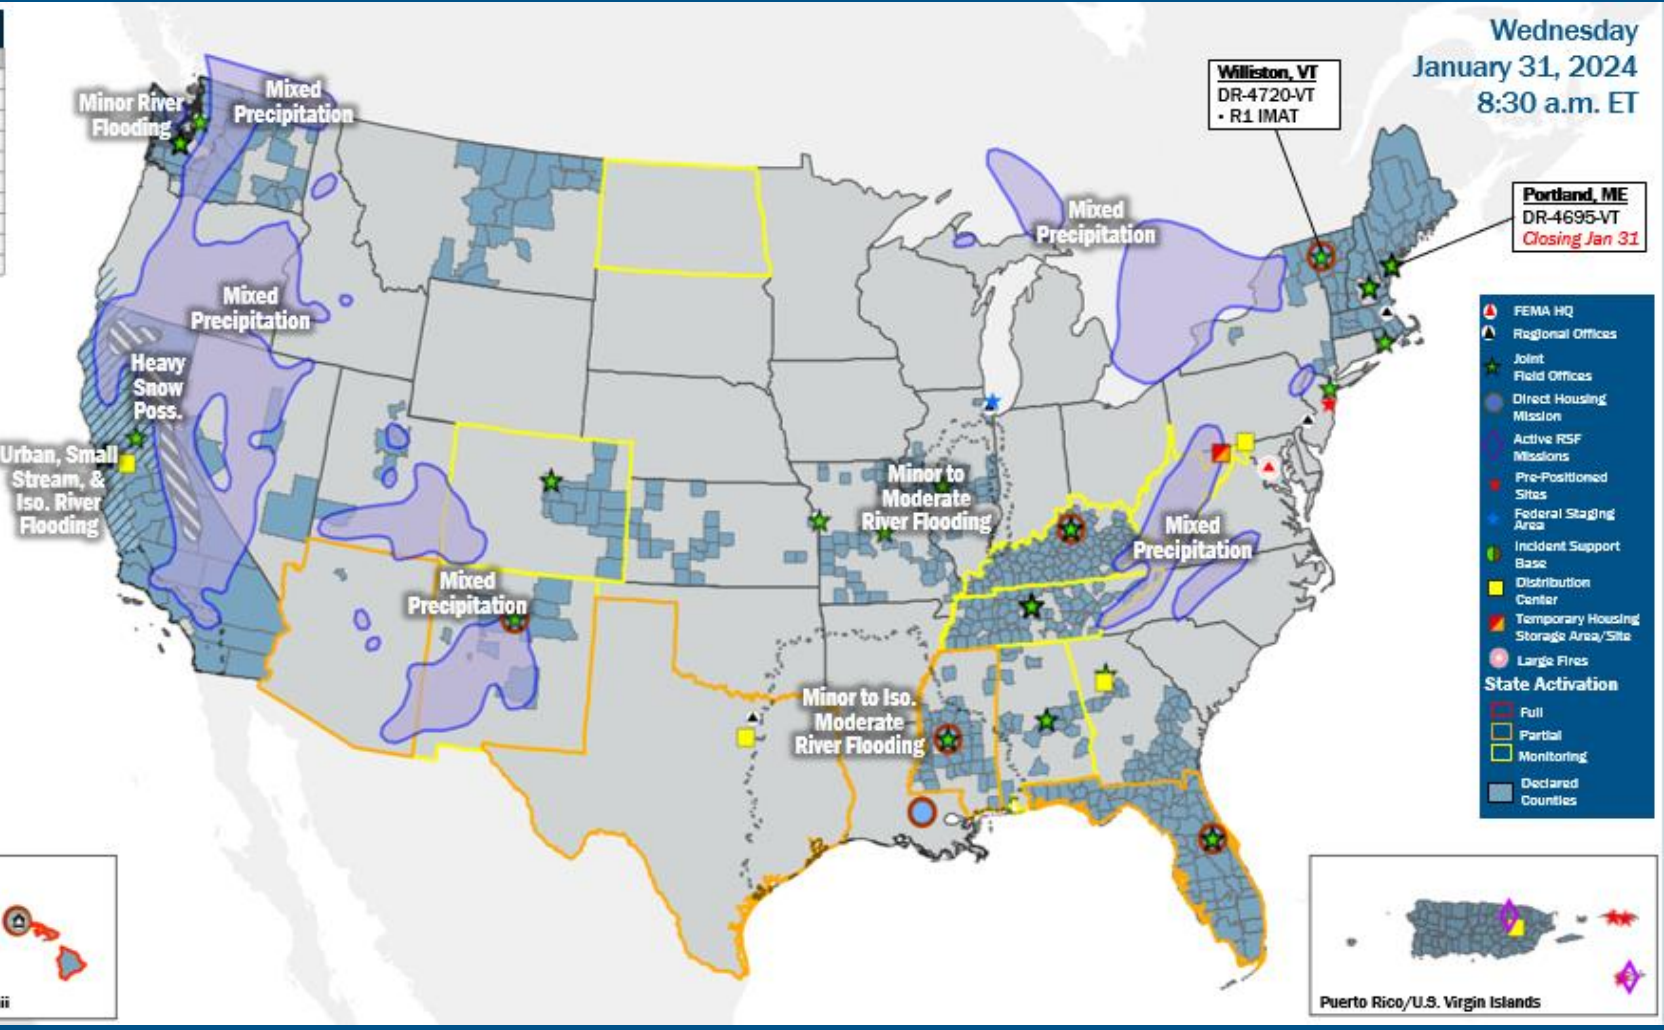 Wednesday
January 31, 2024
8:30 a.m. ET
Williston, VT
DR-4720-VT
• R1 IMAT
Portland, ME
DR-4695-VT
Closing Jan 31
Minor River
Flooding
Mixed
Precipitation
Mixed
Precipitation
Mixed
Precipitation
Heavy
Snow
Poss.
Urban, Small
Stream, &
Iso. River
Flooding
Minor to
Moderate
River Flooding
Mixed
Precipitation
Mixed
Precipitation
Minor to Iso.
Moderate
River Flooding
FEMA HQ
Regional Offices
Joint
Field Offices
Direct Housing
Mission
Active RSF
Missions
Pre-Positioned
Sites
Federal Staging
Area
Incident Support
Base
Distribution
Center
Temporary Housing
Storage Area/Site
Large Fires
State Activation
Full
Partial
Monitoring
Declared
Counties
ii
Puerto Rico/U.S. Virgin Islands